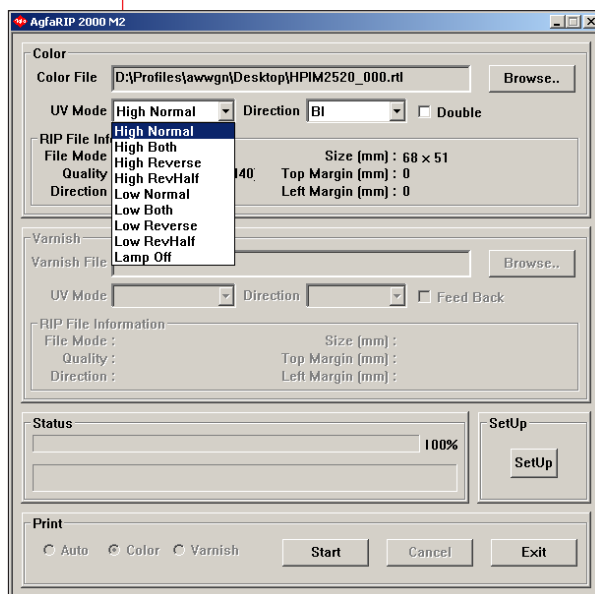 AgfaRIP 2000 M2
Color
Color File D:\Profiles\awwgn\Desktop\HPIM2520_000.rtl Browse..
UV Mode High Normal Direction BI Double
High Normal
High Both
High Reverse
High RevHalf
Low Normal
Low Both
Low Reverse
Low RevHalf
Lamp Off
RIP File Inf
File Mode Size (mm) : 68 × 51
Quality Top Margin (mm) : 0
Direction Left Margin (mm) : 0
Varnish
Varnish File Browse..
UV Mode Direction Feed Back
RIP File Information
File Mode : Size (mm) :
Quality : Top Margin (mm) :
Direction : Left Margin (mm) :
Status
100%
SetUp
SetUp
Print
Auto Color Varnish Start Cancel Exit